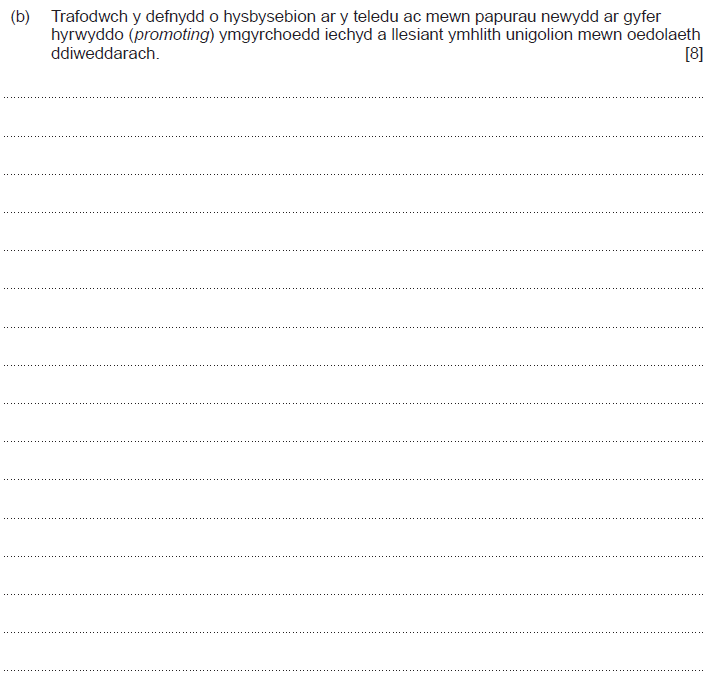 (b) Trafodwch y defnydd o hysbysebion ar y teledu ac mewn papurau newydd ar gyfer
hyrwyddo (promoting) ymgyrchoedd iechyd a llesiant ymhlith unigolion mewn oedolaeth
ddiweddarach. [8]